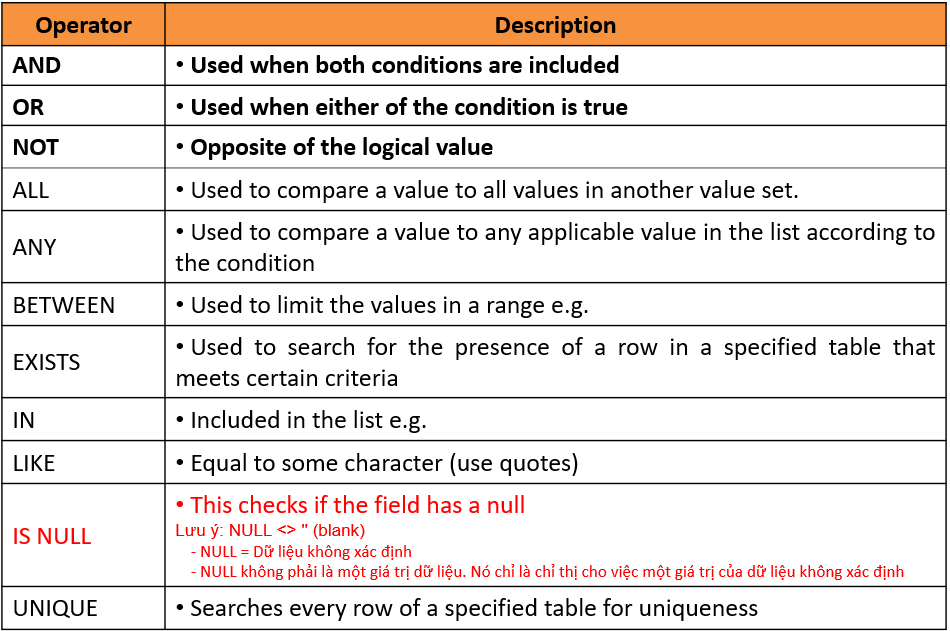 Operator Description
AND • Used when both conditions are included
OR • Used when either of the condition is true
NOT • Opposite of the logical value
ALL • Used to compare a value to all values in another value set.
ANY • Used to compare a value to any applicable value in the list according to
the condition
BETWEEN • Used to limit the values in a range e.g.
EXISTS • Used to search for the presence of a row in a specified table that
meets certain criteria
IN • Included in the list e.g.
LIKE • Equal to some character (use quotes)
IS NULL • This checks if the field has a null
Lưu ý: NULL <> '' (blank)
- NULL = Dữ liệu không xác định
- NULL không phải là một giá trị dữ liệu. Nó chỉ là chỉ thị cho việc một giá trị của dữ liệu không xác định
UNIQUE • Searches every row of a specified table for uniqueness